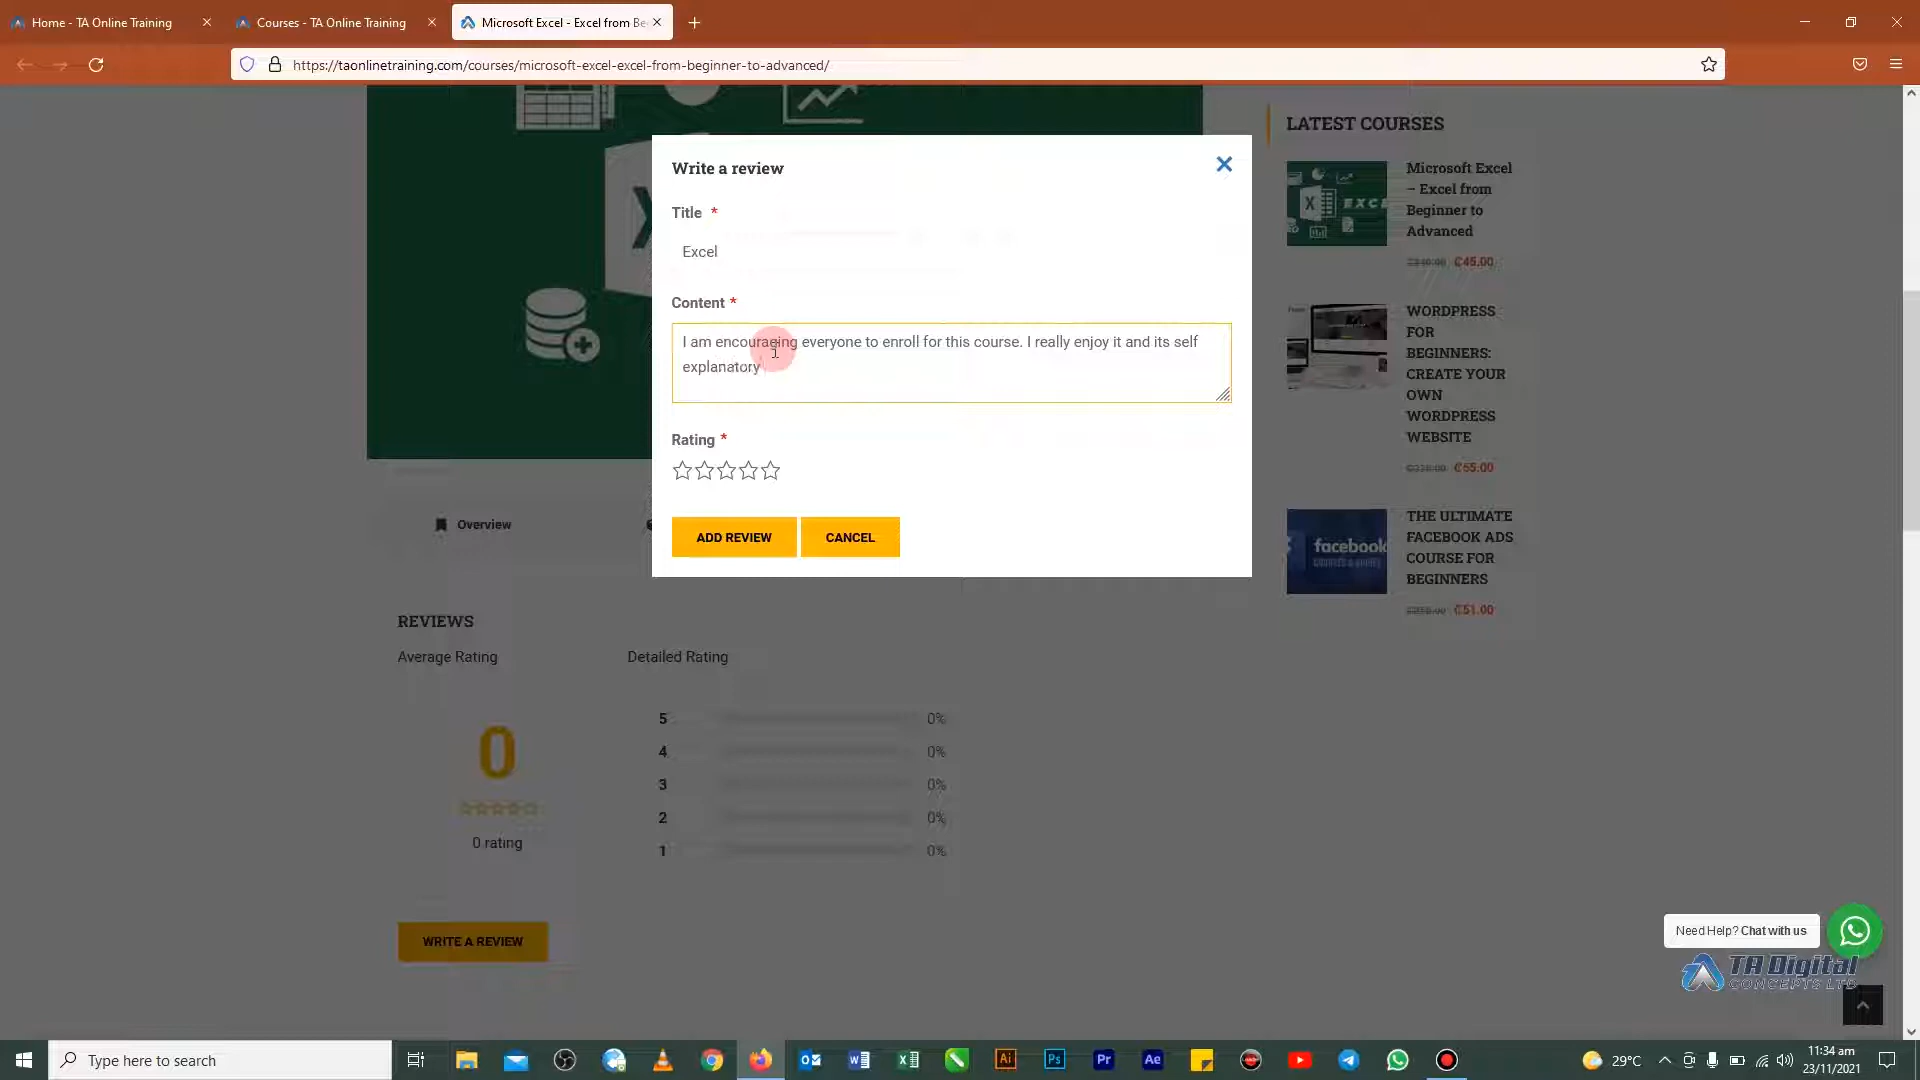 Home - TA Online Training
Courses - TA Online Training
Microsoft Excel - Excel from Be
https://taonlinetraining.com/courses/microsoft-excel-excel-from-beginner-to-advanced/
Write a review
Title *
Excel
Content *
I am encouraging everyone to enroll for this course. I really enjoy it and its self
explanatory
Rating *
ADD REVIEW
CANCEL
Overview
REVIEWS
Average Rating
Detailed Rating
0
0 rating
5 0%
4 0%
3 0%
2 0%
1 0%
WRITE A REVIEW
LATEST COURSES
Microsoft Excel
– Excel from
Beginner to
Advanced
₵45.00
WORDPRESS
FOR
BEGINNERS:
CREATE YOUR
OWN
WORDPRESS
WEBSITE
₵65.00
THE ULTIMATE
FACEBOOK ADS
COURSE FOR
BEGINNERS
₵51.00
EXCE
facebook
Need Help? Chat with us
TA Digital
CONCEPTS LTD
Type here to search
29°C
11:34 am
23/11/2021